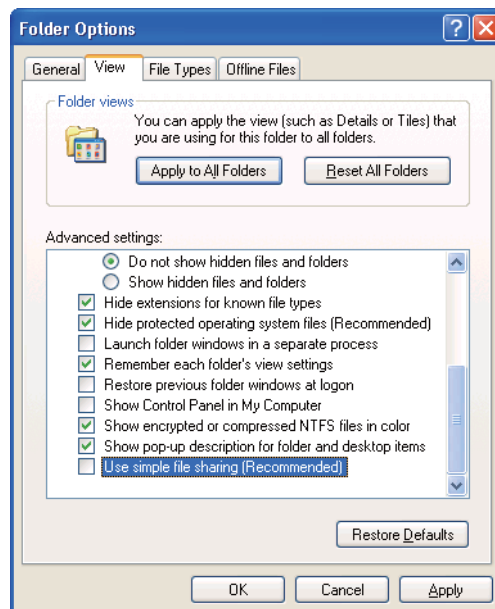 Folder Options
General View File Types Offline Files
Folder views
You can apply the view (such as Details or Tiles) that
you are using for this folder to all folders.
Apply to All Folders Reset All Folders
Advanced settings:
Do not show hidden files and folders
Show hidden files and folders
Hide extensions for known file types
Hide protected operating system files (Recommended)
Launch folder windows in a separate process
Remember each folder's view settings
Restore previous folder windows at logon
Show Control Panel in My Computer
Show encrypted or compressed NTFS files in color
Show pop-up description for folder and desktop items
Use simple file sharing (Recommended)
Restore Defaults
OK Cancel Apply